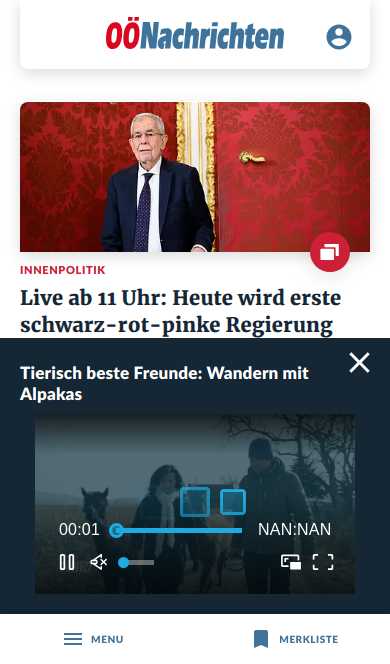 OÖNachrichten
INNENPOLITIK
Live ab 11 Uhr: Heute wird erste
schwarz-rot-pinke Regierung
Tierisch beste Freunde: Wandern mit
Alpakas
00:01
NAN:NAN
MENU
MERKLISTE